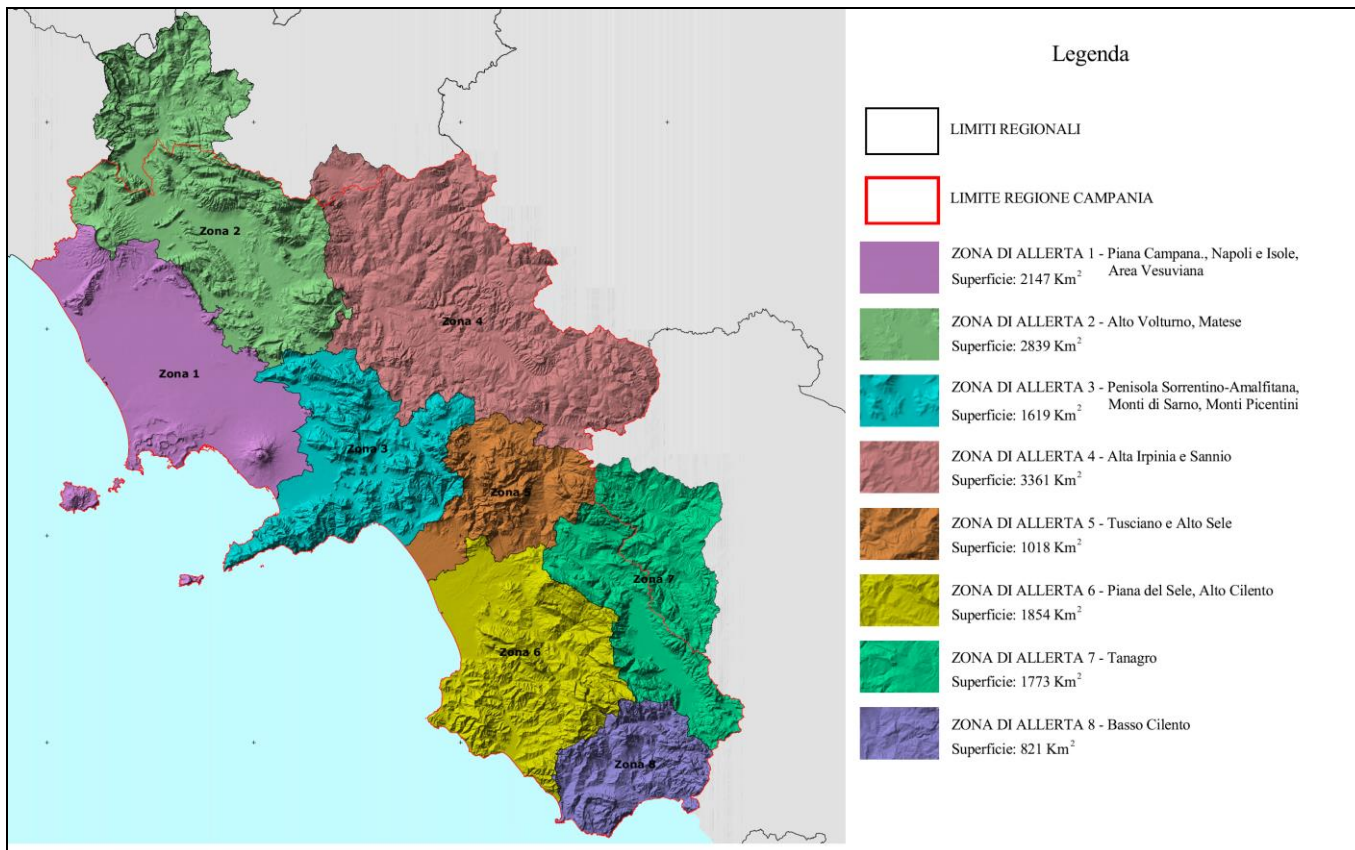 Legenda
LIMITI REGIONALI
LIMITE REGIONE CAMPANIA
ZONA DI ALLERTA 1 - Piana Campana., Napoli e Isole,
Area Vesuviana
Superficie: 2147 Km²
ZONA DI ALLERTA 2 - Alto Volturno, Matese
Superficie: 2839 Km²
ZONA DI ALLERTA 3 - Penisola Sorrentino-Amalfitana,
Monti di Sarno, Monti Picentini
Superficie: 1619 Km²
ZONA DI ALLERTA 4 - Alta Irpinia e Sannio
Superficie: 3361 Km²
ZONA DI ALLERTA 5 - Tusciano e Alto Sele
Superficie: 1018 Km²
ZONA DI ALLERTA 6 - Piana del Sele, Alto Cilento
Superficie: 1854 Km²
ZONA DI ALLERTA 7 - Tanagro
Superficie: 1773 Km²
ZONA DI ALLERTA 8 - Basso Cilento
Superficie: 821 Km²
Zona 2
Zona 4
Zona 1
Zona 3
Zona 5
Zona 7
Zona 6
Zona 8